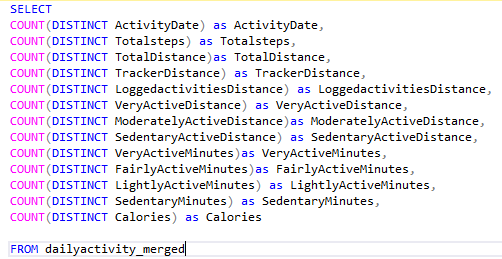 SELECT
COUNT(DISTINCT ActivityDate) as ActivityDate,
COUNT(DISTINCT Totalsteps) as Totalsteps,
COUNT(DISTINCT TotalDistance)as TotalDistance,
COUNT(DISTINCT TrackerDistance) as TrackerDistance,
COUNT(DISTINCT LoggedactivitiesDistance) as LoggedactivitiesDistance,
COUNT(DISTINCT VeryActiveDistance) as VeryActiveDistance,
COUNT(DISTINCT ModeratelyActiveDistance)as ModeratelyActiveDistance,
COUNT(DISTINCT SedentaryActiveDistance) as SedentaryActiveDistance,
COUNT(DISTINCT VeryActiveMinutes)as VeryActiveMinutes,
COUNT(DISTINCT FairlyActiveMinutes)as FairlyActiveMinutes,
COUNT(DISTINCT LightlyActiveMinutes) as LightlyActiveMinutes,
COUNT(DISTINCT SedentaryMinutes) as SedentaryMinutes,
COUNT(DISTINCT Calories) as Calories
FROM dailyactivity_merged